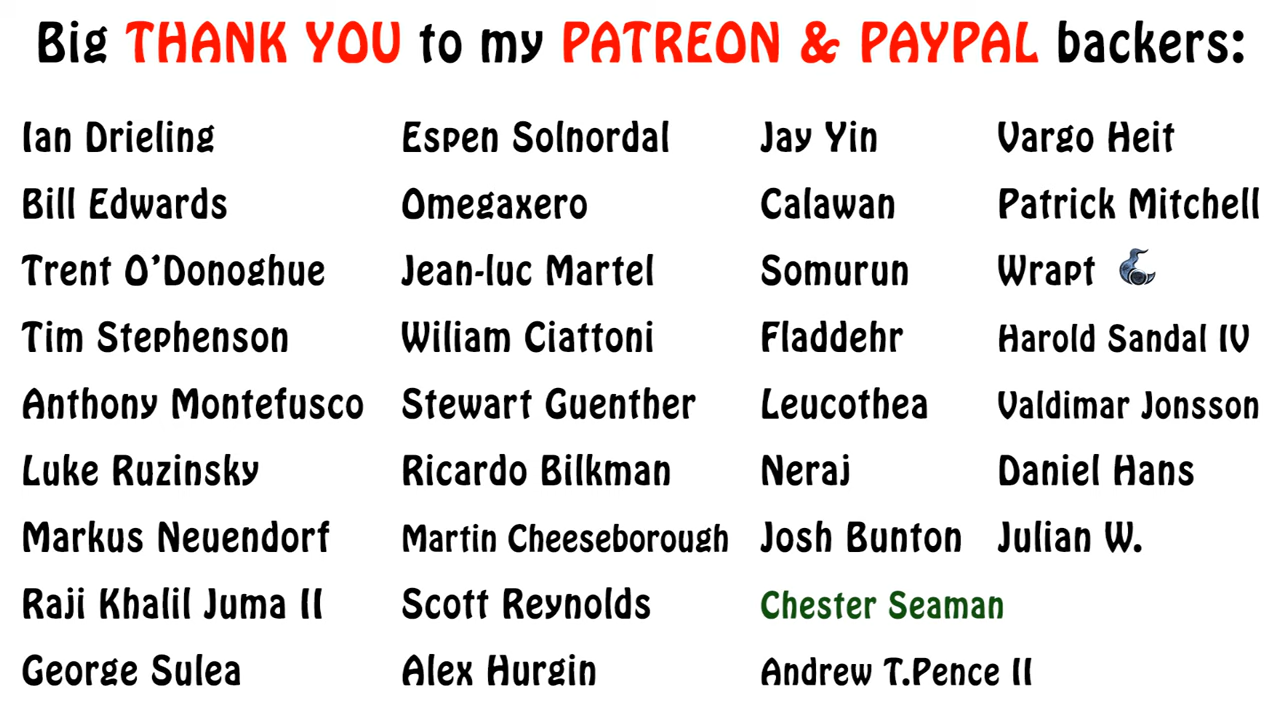 Big THANK YOU to my PATREON & PAYPAL backers:
Ian Drieling
Bill Edwards
Trent O'Donoghue
Tim Stephenson
Anthony Montefusco
Luke Ruzinsky
Markus Neuendorf
Raji Khalil Juma II
George Sulea
Espen Solnordal
Omegaxero
Jean-luc Martel
Wiliam Ciattoni
Stewart Guenther
Ricardo Bilkman
Martin Cheeseborough
Scott Reynolds
Alex Hurgin
Jay Yin
Calawan
Somurun
Fladdehr
Leucothea
Neraj
Josh Bunton
Chester Seaman
Andrew T.Pence II
Vargo Heit
Patrick Mitchell
Wrapt
Harold Sandal IV
Valdimar Jonsson
Daniel Hans
Julian W.